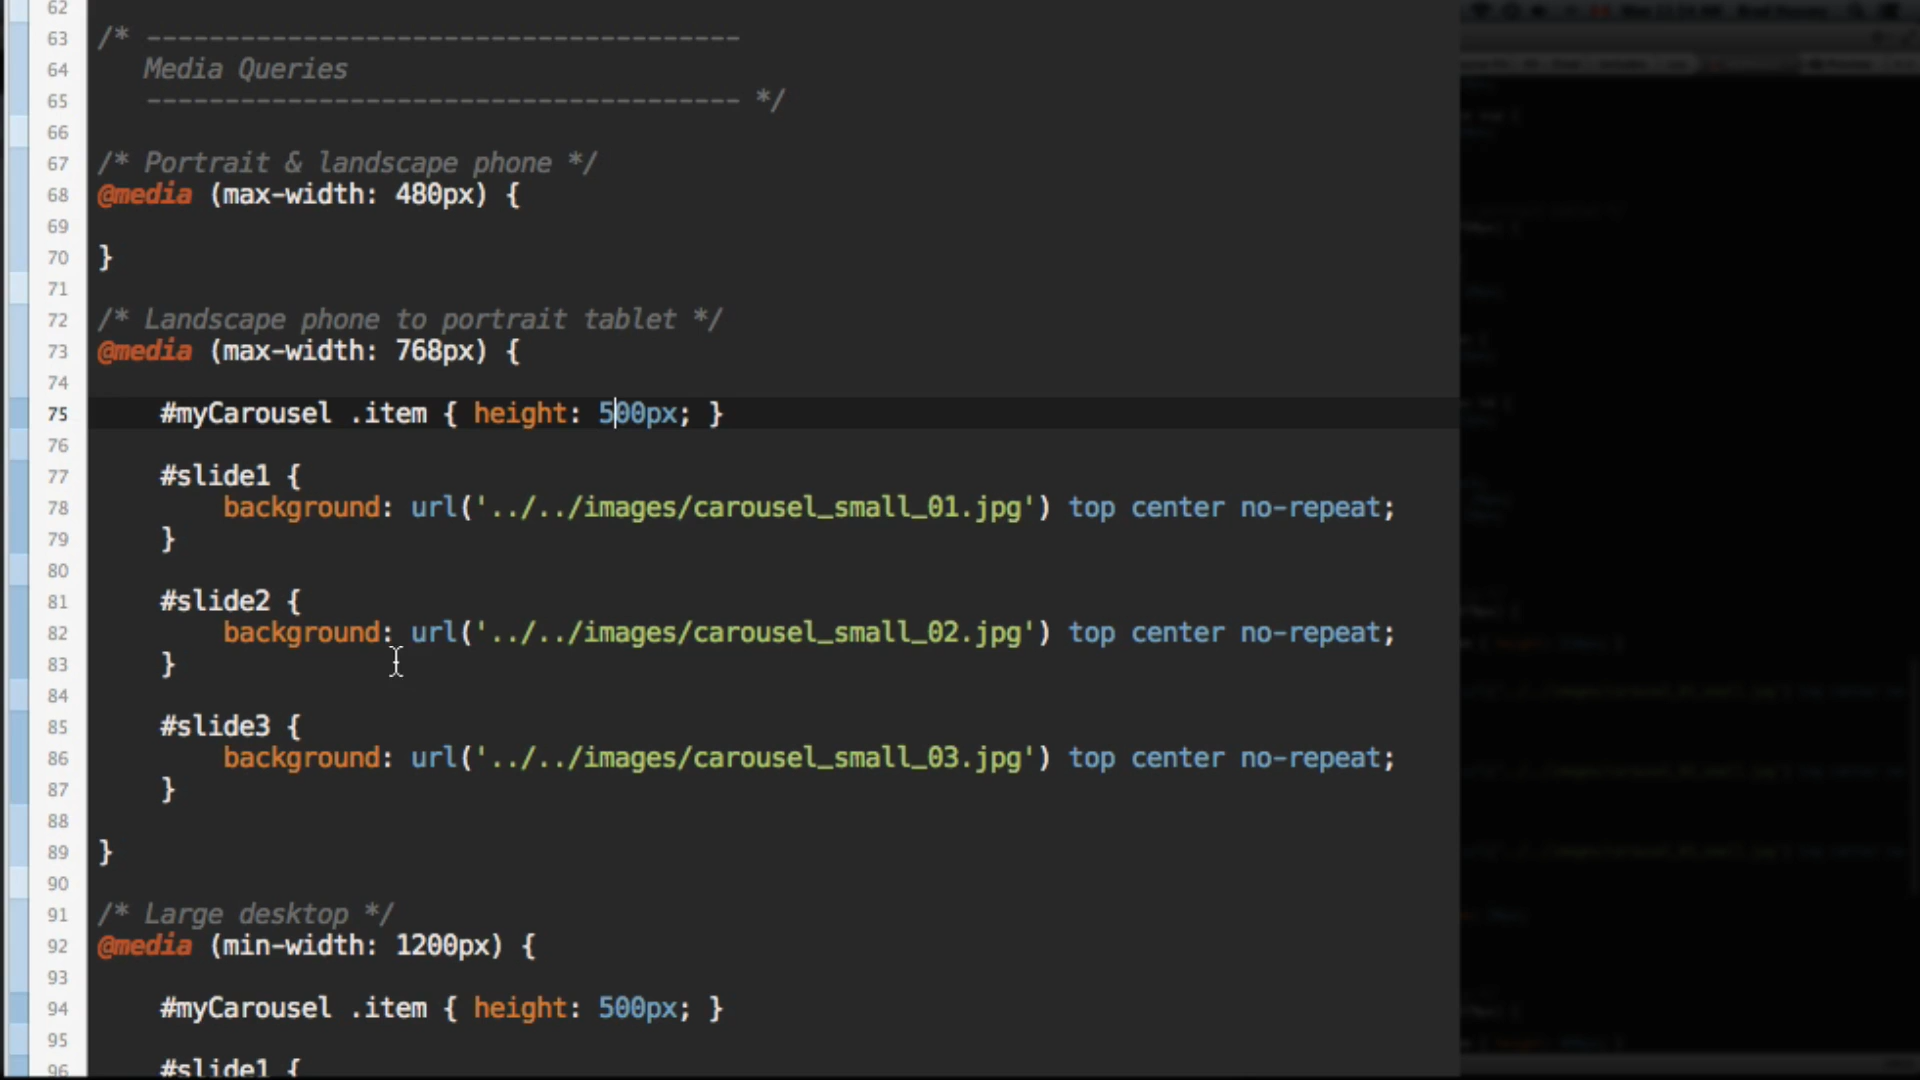 62
63 /* --------------------------------------
64 Media Queries
65 -------------------------------------- */
66
67 /* Portrait & landscape phone */
68 @media (max-width: 480px) {
69
70 }
71
72 /* Landscape phone to portrait tablet */
73 @media (max-width: 768px) {
74
75 #myCarousel .item { height: 500px; }
76
77 #slide1 {
78 background: url('../../images/carousel_small_01.jpg') top center no-repeat;
79 }
80
81 #slide2 {
82 background: url('../../images/carousel_small_02.jpg') top center no-repeat;
83 }
84
85 #slide3 {
86 background: url('../../images/carousel_small_03.jpg') top center no-repeat;
87 }
88
89 }
90
91 /* Large desktop */
92 @media (min-width: 1200px) {
93
94 #myCarousel .item { height: 500px; }
95
96 #slide1 {